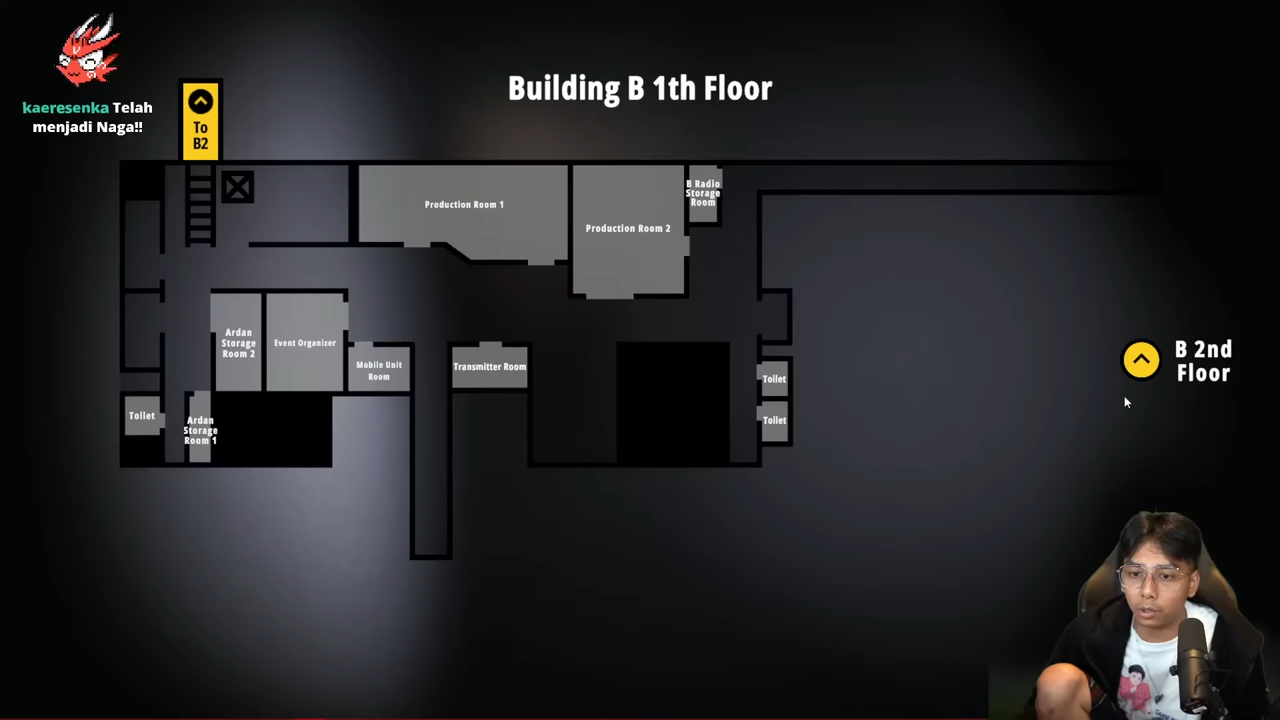 kaeresenka Telah
menjadi Naga!!
Building B 1th Floor
To
B2
Production Room 1
Production Room 2
B Radio
Storage
Room
Ardan
Storage
Room 2
Event Organizer
Mobile Unit
Room
Transmitter Room
Toilet
Toilet
Toilet
Ardan
Storage
Room 1
B 2nd
Floor